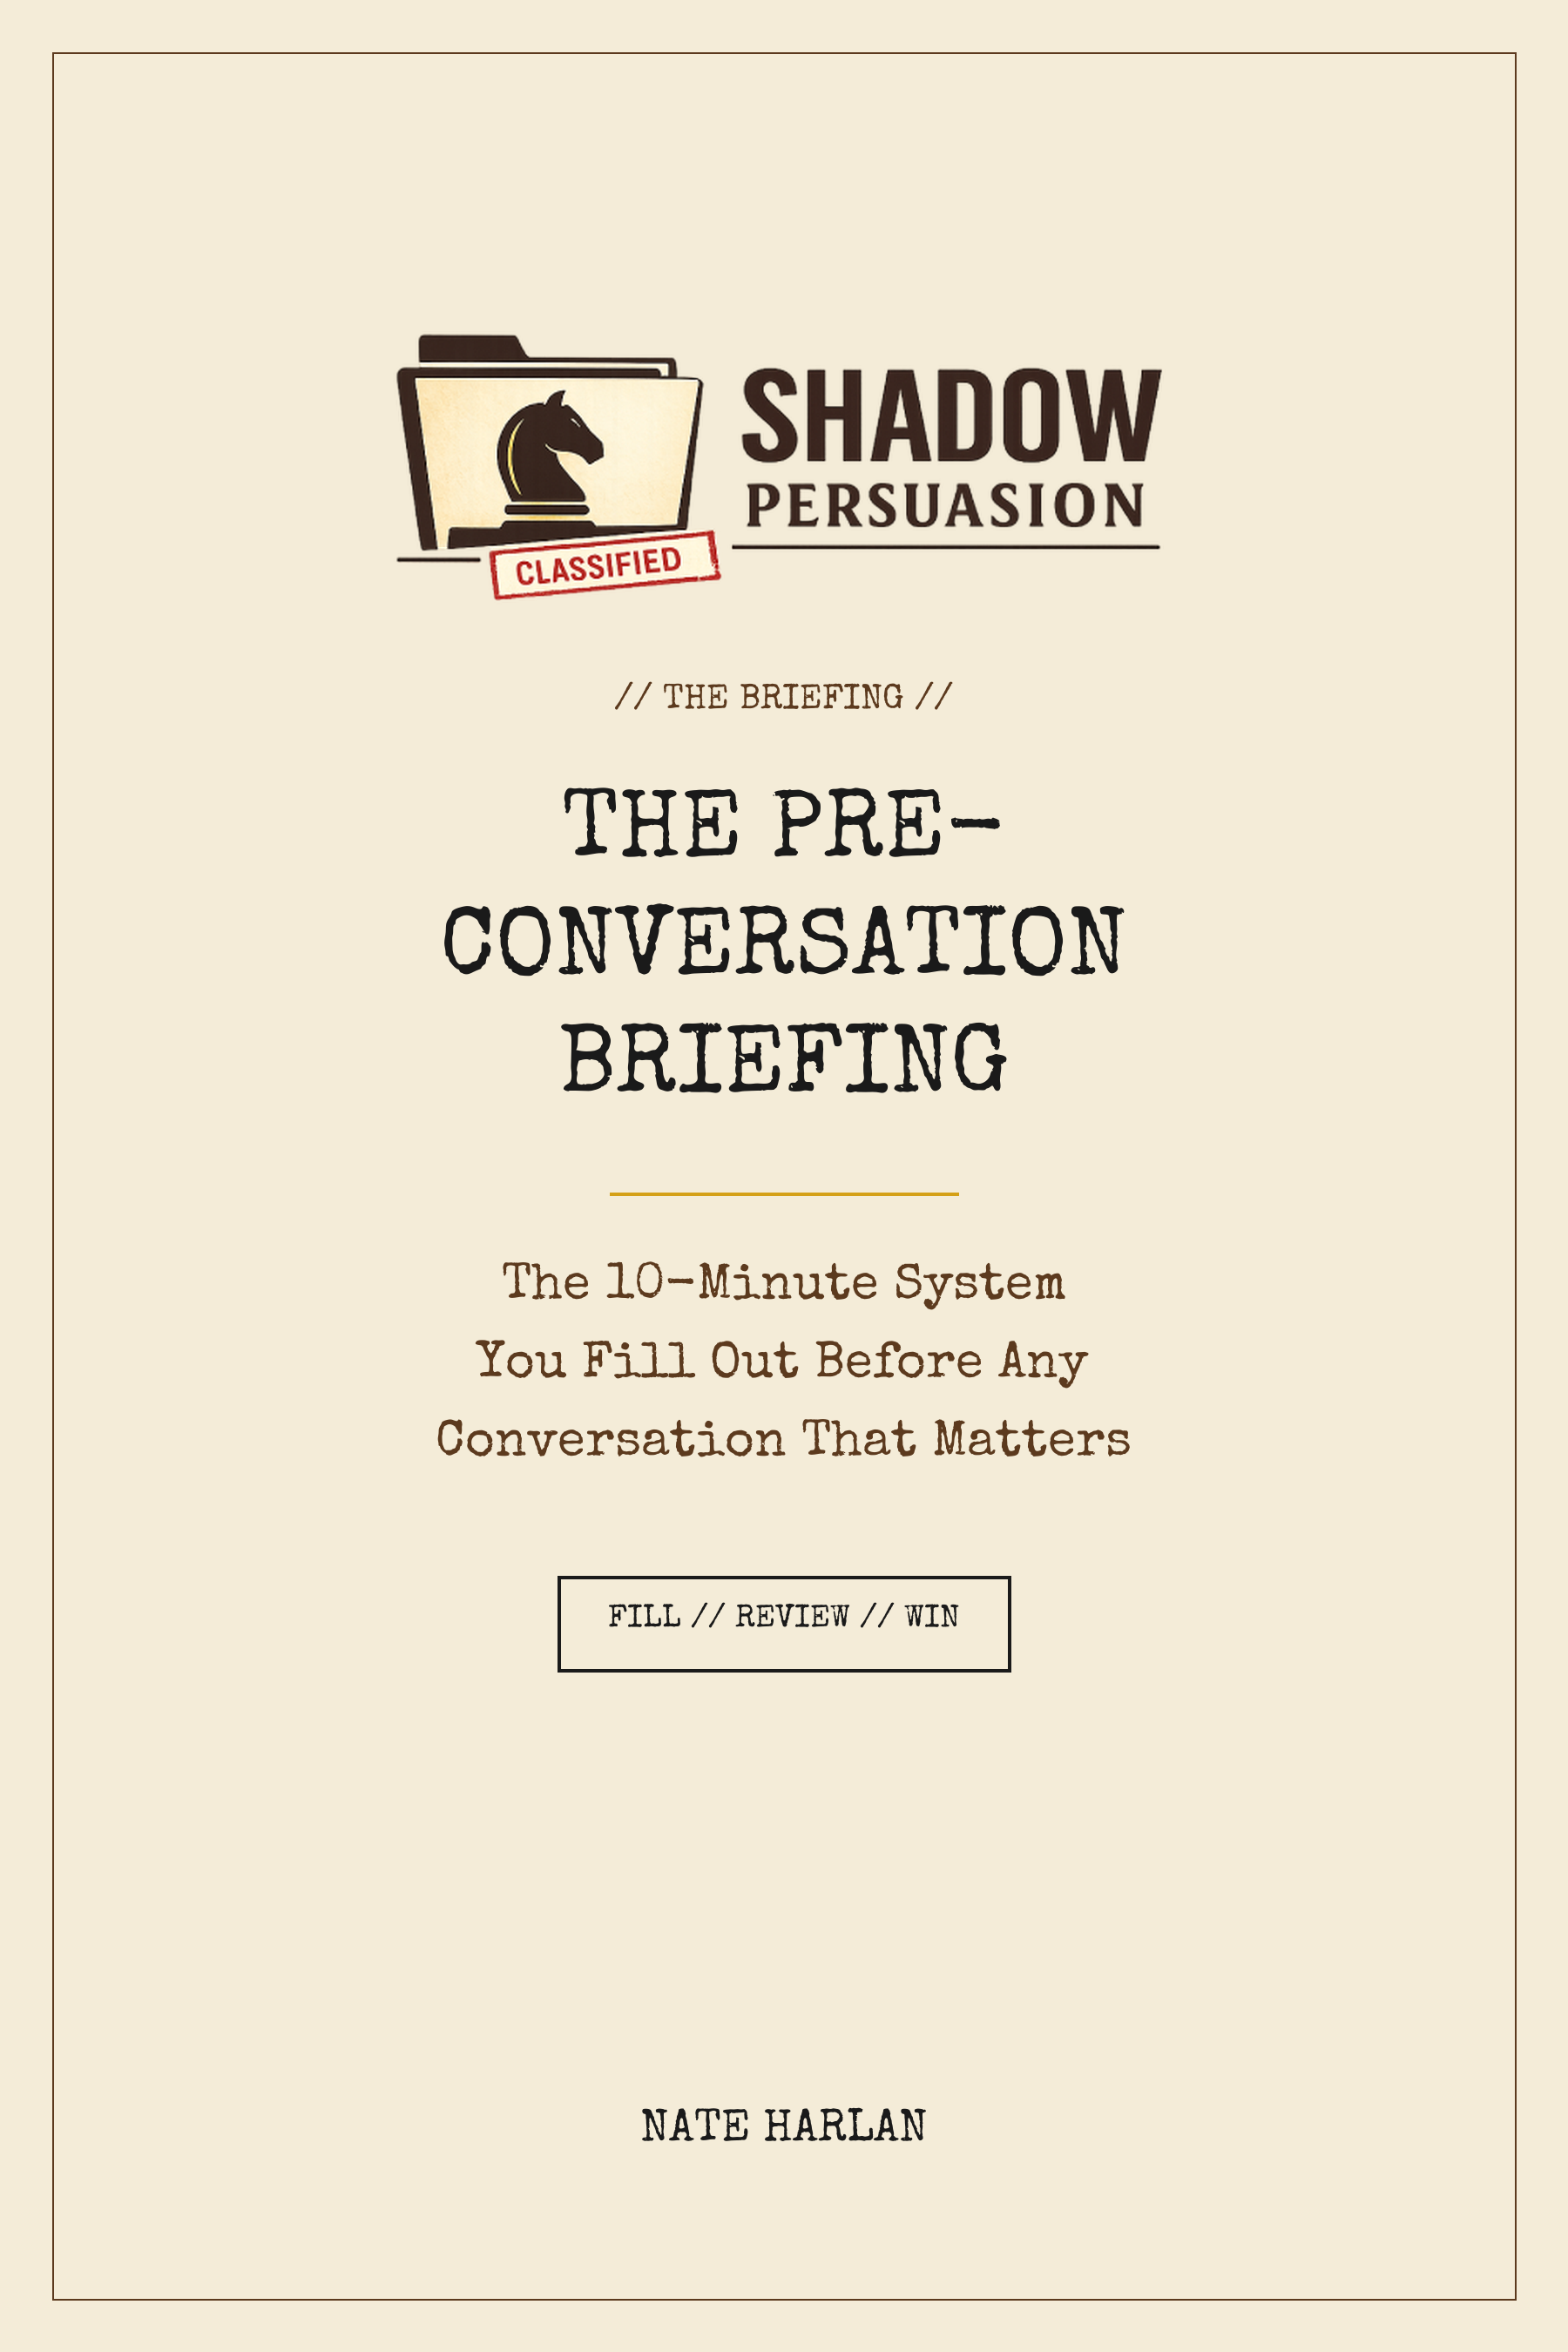 SHADOW
PERSUASION
CLASSIFIED
// THE BRIEFING //
THE PRE-
CONVERSATION
BRIEFING
The 10-Minute System
You Fill Out Before Any
Conversation That Matters
FILL // REVIEW // WIN
NATE HARLAN